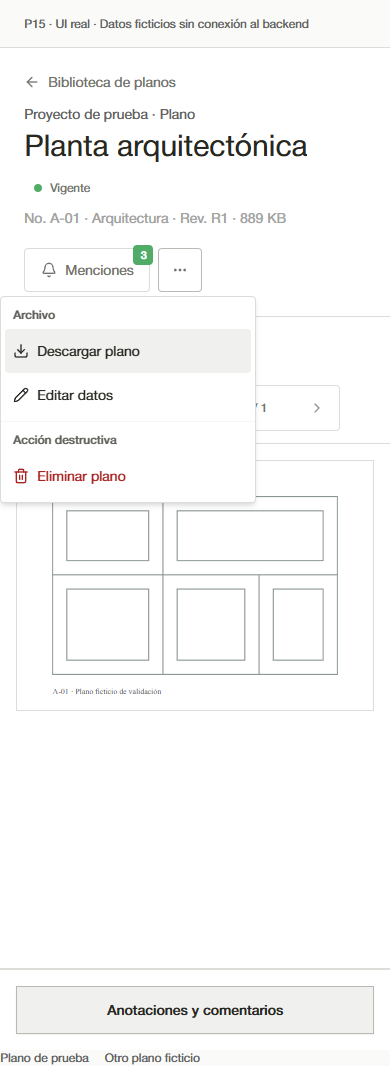 P15 · UI real · Datos ficticios sin conexión al backend
Biblioteca de planos
Proyecto de prueba · Plano
Planta arquitectónica
Vigente
No. A-01 · Arquitectura · Rev. R1 · 889 KB
Menciones
3
Archivo
Descargar plano
Editar datos
/ 1
Acción destructiva
Eliminar plano
A-01 · Plano ficticio de validación
Anotaciones y comentarios
Plano de prueba Otro plano ficticio